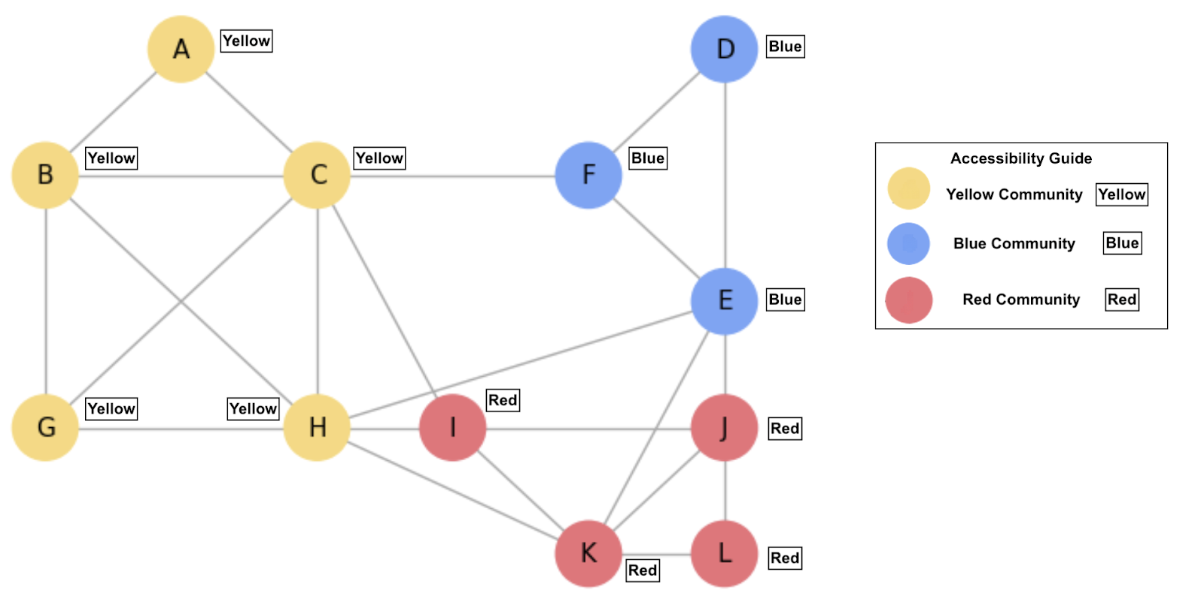 A
Yellow
D
Blue
B
Yellow
C
Yellow
F
Blue
E
Blue
G
Yellow
Yellow
H
I
Red
J
Red
K
Red
L
Red
Accessibility Guide
Yellow Community
Yellow
Blue Community
Blue
Red Community
Red